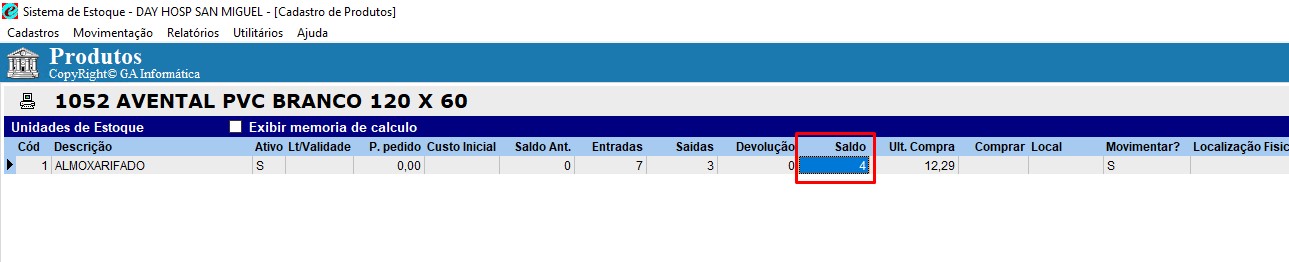 Sistema de Estoque - DAY HOSP SAN MIGUEL - [Cadastro de Produtos]
Cadastros Movimentação Relatórios Utilitários Ajuda
Produtos
CopyRight© GA Informática
1052 AVENTAL PVC BRANCO 120 X 60
Unidades de Estoque Exibir memoria de calculo
Cód Descrição Ativo Lt/Validade P. pedido Custo Inicial Saldo Ant. Entradas Saidas Devolução Saldo Ult. Compra Comprar Local Movimentar? Localização Fisic
1 ALMOXARIFADO S 0,00 0 7 3 0 4 12,29 S